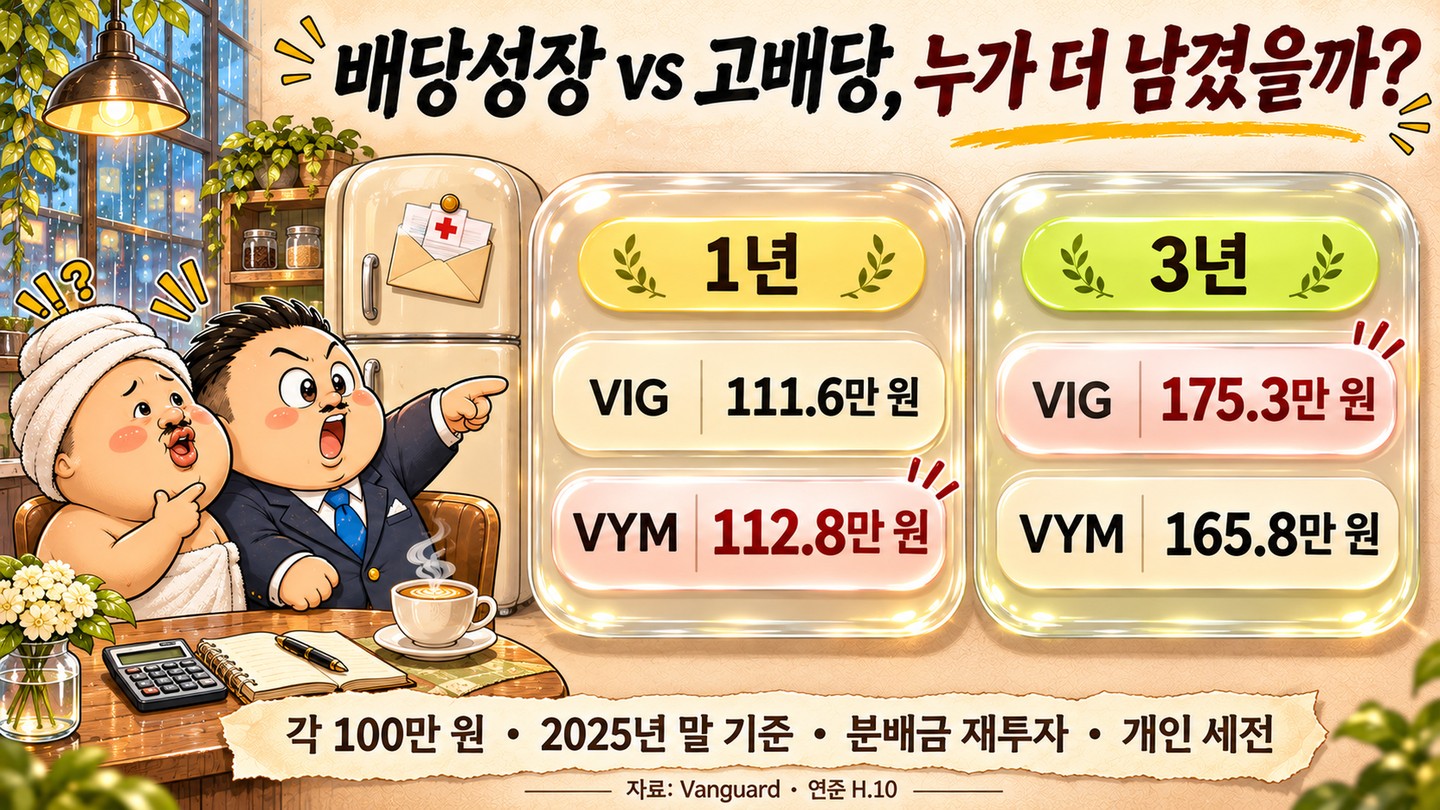 배당성장 vs 고배당, 누가 더 남겼을까?
!!?
1년
VIG 111.6만 원
VYM 112.8만 원
3년
VIG 175.3만 원
VYM 165.8만 원
각 100만 원 • 2025년 말 기준 • 분배금 재투자 • 개인 세전
자료: Vanguard • 연준 H.10